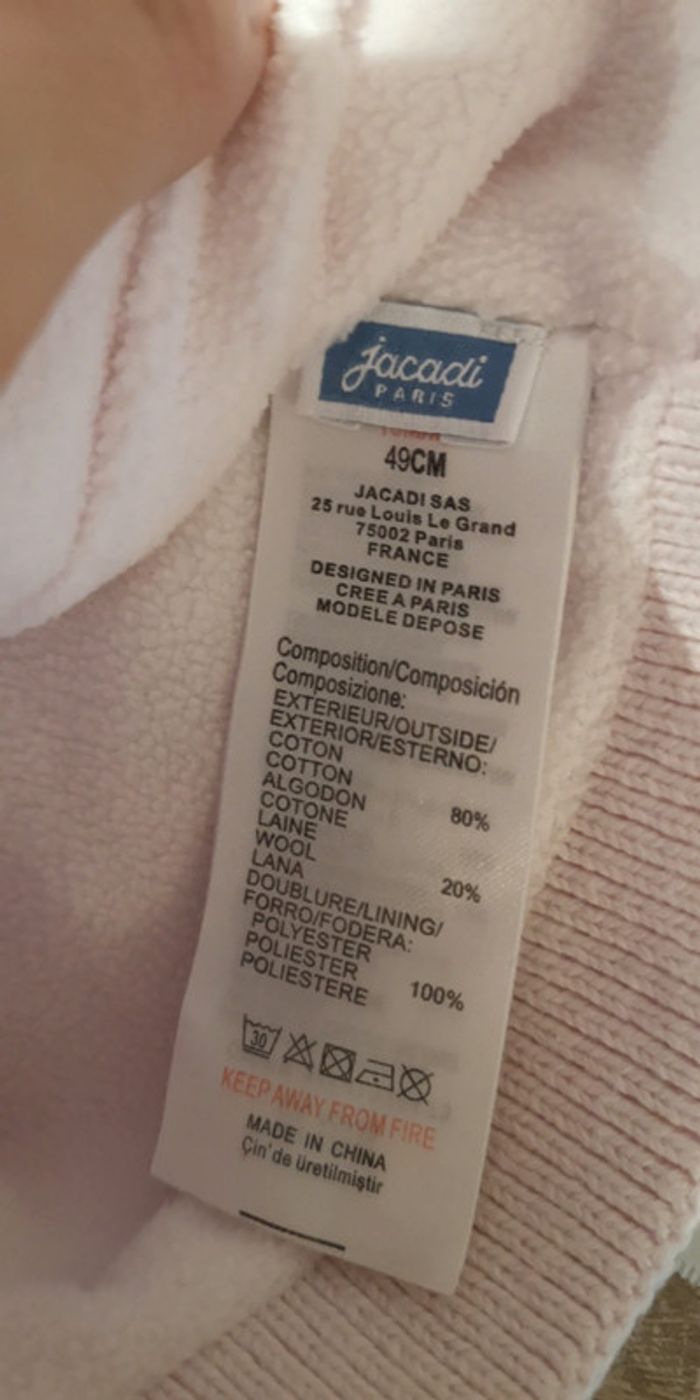 jacadi
PARIS
49CM
JACADI SAS
25 rue Louis Le Grand
75002 Paris
FRANCE
DESIGNED IN PARIS
CREE A PARIS
MODELE DEPOSE
Composition/Composición
Composizione:
EXTERIEUR/OUTSIDE/
EXTERIOR/ESTERNO:
COTON
COTTON
ALGODON
COTONE 80%
LAINE
WOOL
LANA 20%
DOUBLURE/LINING/
FORRO/FODERA:
POLYESTER
POLIESTER
POLIESTERE 100%
30
KEEP AWAY FROM FIRE
MADE IN CHINA
Çin'de üretilmiştir